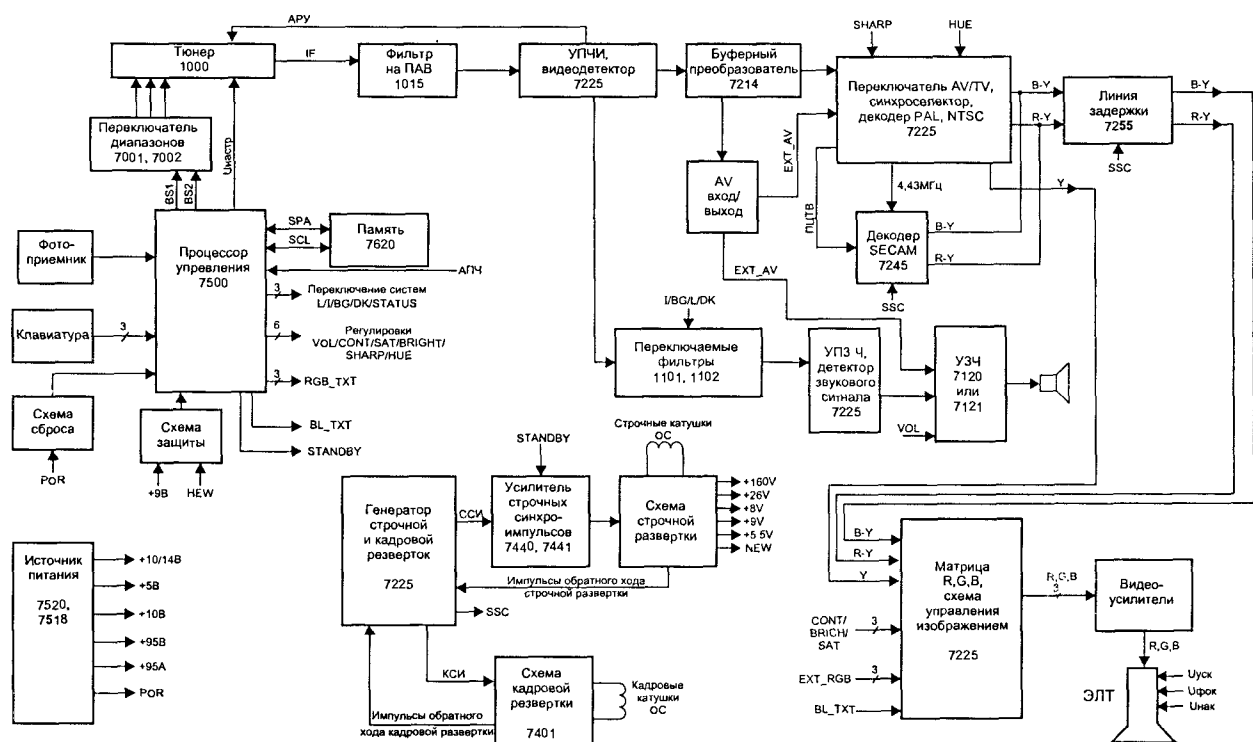 АРУ
SHARP
HUE
Тюнер
1000
IF
Фильтр
на ПАВ
1015
УПЧИ,
видеодетектор
7225
Буферный
преобразователь
7214
Переключатель AV/TV,
синхроселектор,
декодер PAL, NTSC
7225
B-Y
R-Y
Линия
задержки
7255
B-Y
R-Y
SSC
Переключатель
диапазонов
7001, 7002
BS1
BS2
Uнастр
EXT_AV
AV
вход/
выход
ПЦТВ
4,43МГц
Y
Декодер
SECAM
7245
B-Y
R-Y
SSC
EXT_AV
Фото-
приемник
Процессор
упревления
7500
SPA
SCL
Память
7620
АПЧ
3
Переключение систем
L/I/BG/DK/STATUS
Клавиатура
3
6
Регулировки
VOL/CONT/SAT/BRIGHT/
SHARP/HUE
3
RGB_TXT
BL_TXT
STANDBY
Схема
сброса
POR
Схема
защиты
+9В
HEW
I/BG/L/DK
Переключаемые
фильтры
1101, 1102
УПЗ Ч,
детектор
звукового
ситнала
7225
УЗЧ
7120
или
7121
VOL
Строчные катушки
ОС
STANDBY
Генератор
строчной
и кадровой
резверток
7225
ССИ
Усилитель
строчных
синхро-
импульсов
7440, 7441
Схема
строчной
развертки
+160V
+26V
+8V
+9V
+5 5V
NEW
Импульсы обратного хода
строчной развертки
SSC
КСИ
Схема
кадровой
резвертки
7401
Кадровые
катушки
ОС
Импульсы обратного
хода кадровой развертки
Источник
питания
7520,
7518
+10/14В
+5В
+10В
+95В
+95А
POR
B-Y
R-Y
Y
Матрица
R,G,B,
схема
управления
изображением
7225
CONT/
BRICH/
SAT
3
EXT_RGB
3
BL_TXT
R,G,B
3
Видео-
усилители
R,G,B
ЭЛТ
Uуск
Uфок
Uнак